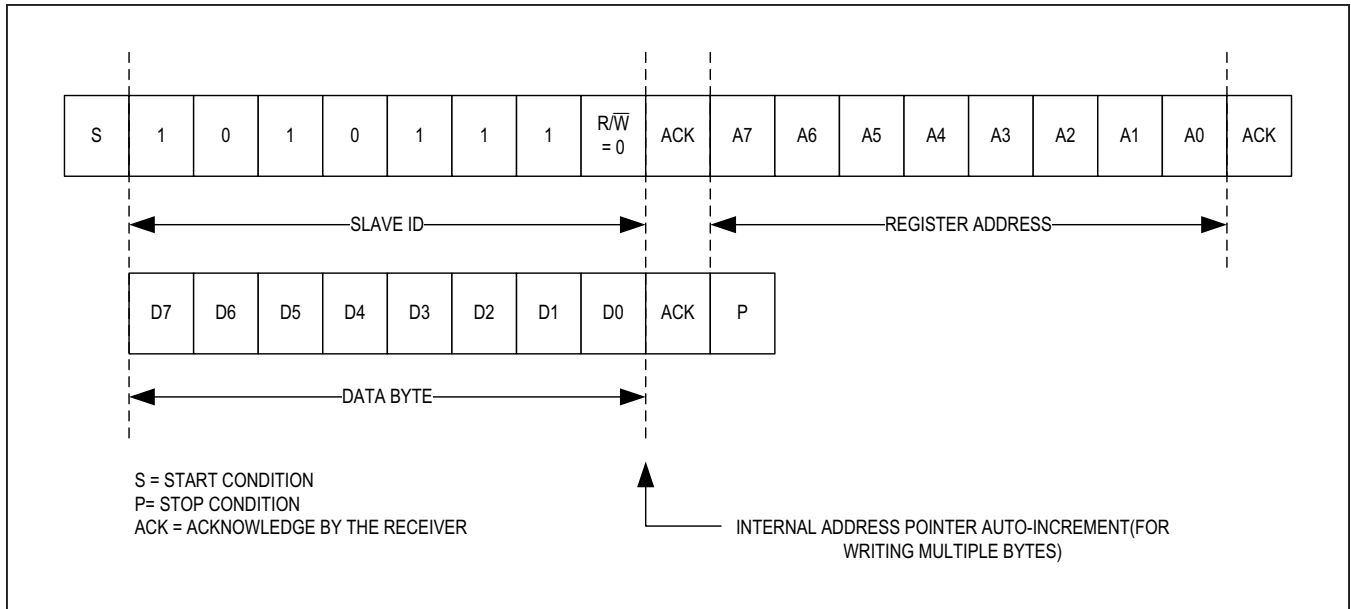 S 1 0 1 0 1 1 1 R/W̅ = 0 ACK A7 A6 A5 A4 A3 A2 A1 A0 ACK
SLAVE ID REGISTER ADDRESS
D7 D6 D5 D4 D3 D2 D1 D0 ACK P
DATA BYTE
S = START CONDITION
P= STOP CONDITION
ACK = ACKNOWLEDGE BY THE RECEIVER
INTERNAL ADDRESS POINTER AUTO-INCREMENT(FOR
WRITING MULTIPLE BYTES)